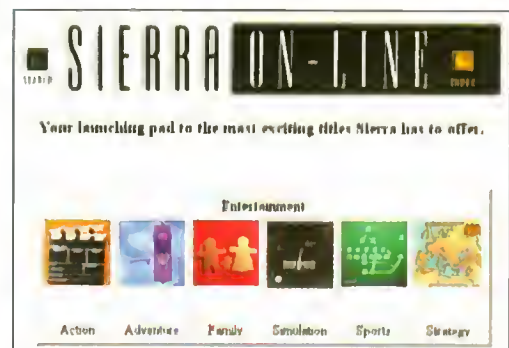 SIERRA ON-LINE
SEARCH
Your launching pad to the most exciting titles Sierra has to offer.
Entertainment
Action Adventure Family Simulation Sports Strategy